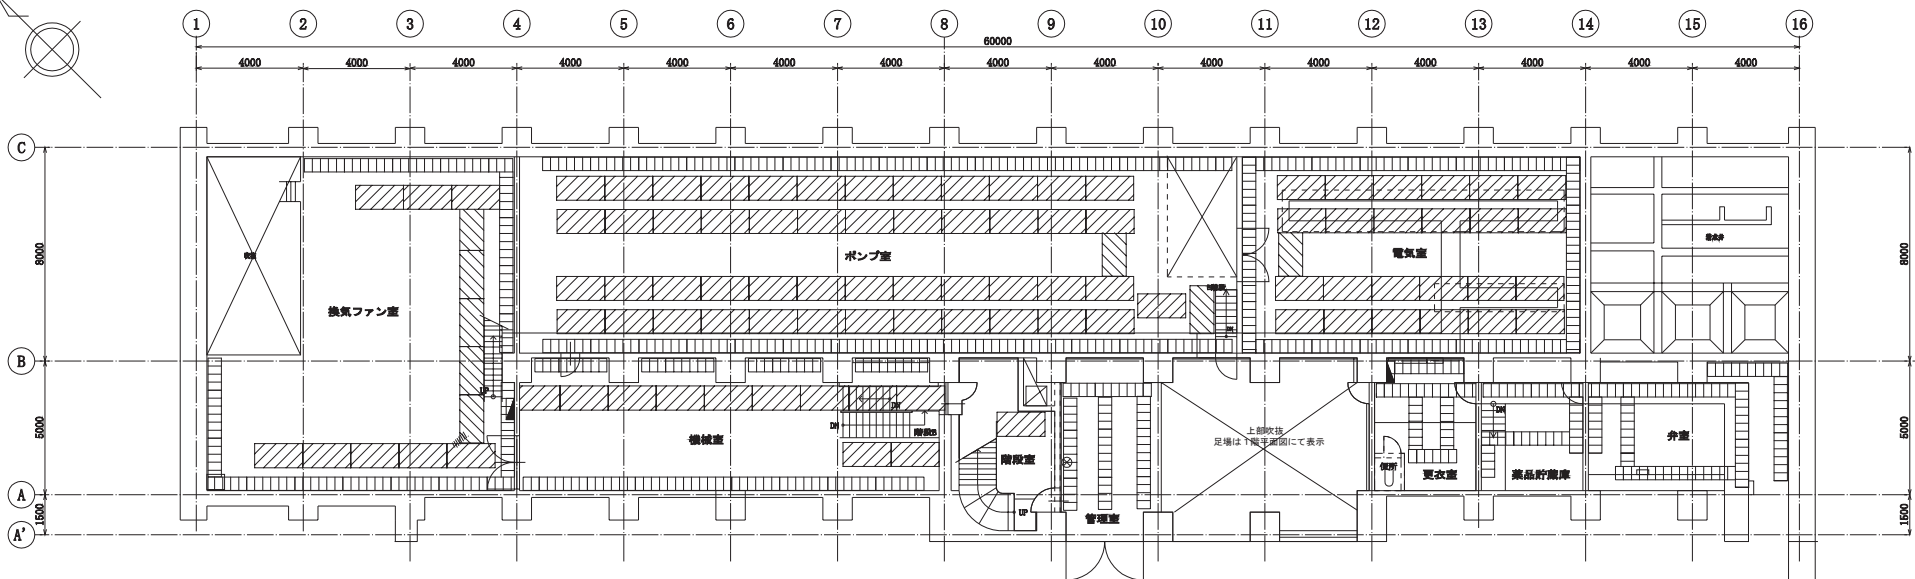 1 2 3 4 5 6 7 8 9 10 11 12 13 14 15 16
60000
4000 4000 4000 4000 4000 4000 4000 4000 4000 4000 4000 4000 4000 4000 4000
C
8000 8000
ポンプ室
電気室
換気ファン室
B
UP
DN
DN
DN
階段B
機械室
5000 5000
上部吹抜
足場は1階平面図にて表示
DN
弁室
階段室
便所
更衣室
薬品貯蔵庫
A
UP
管理室
1500 1500
A'